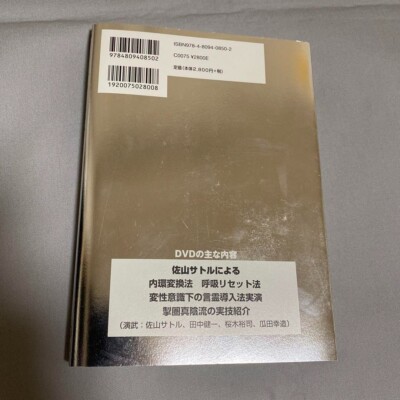 ISBN978-4-8094-0850-2
9784809408502
C0075 ¥2800E
定価(本体2,800円+税)
1920075028008
DVDの主な内容
佐山サトルによる
内環変換法　呼吸リセット法
変性意識下の言霊導入法実演
掣圏真陰流の実技紹介
(演武:佐山サトル、田中健一、桜木裕司、瓜田幸造)